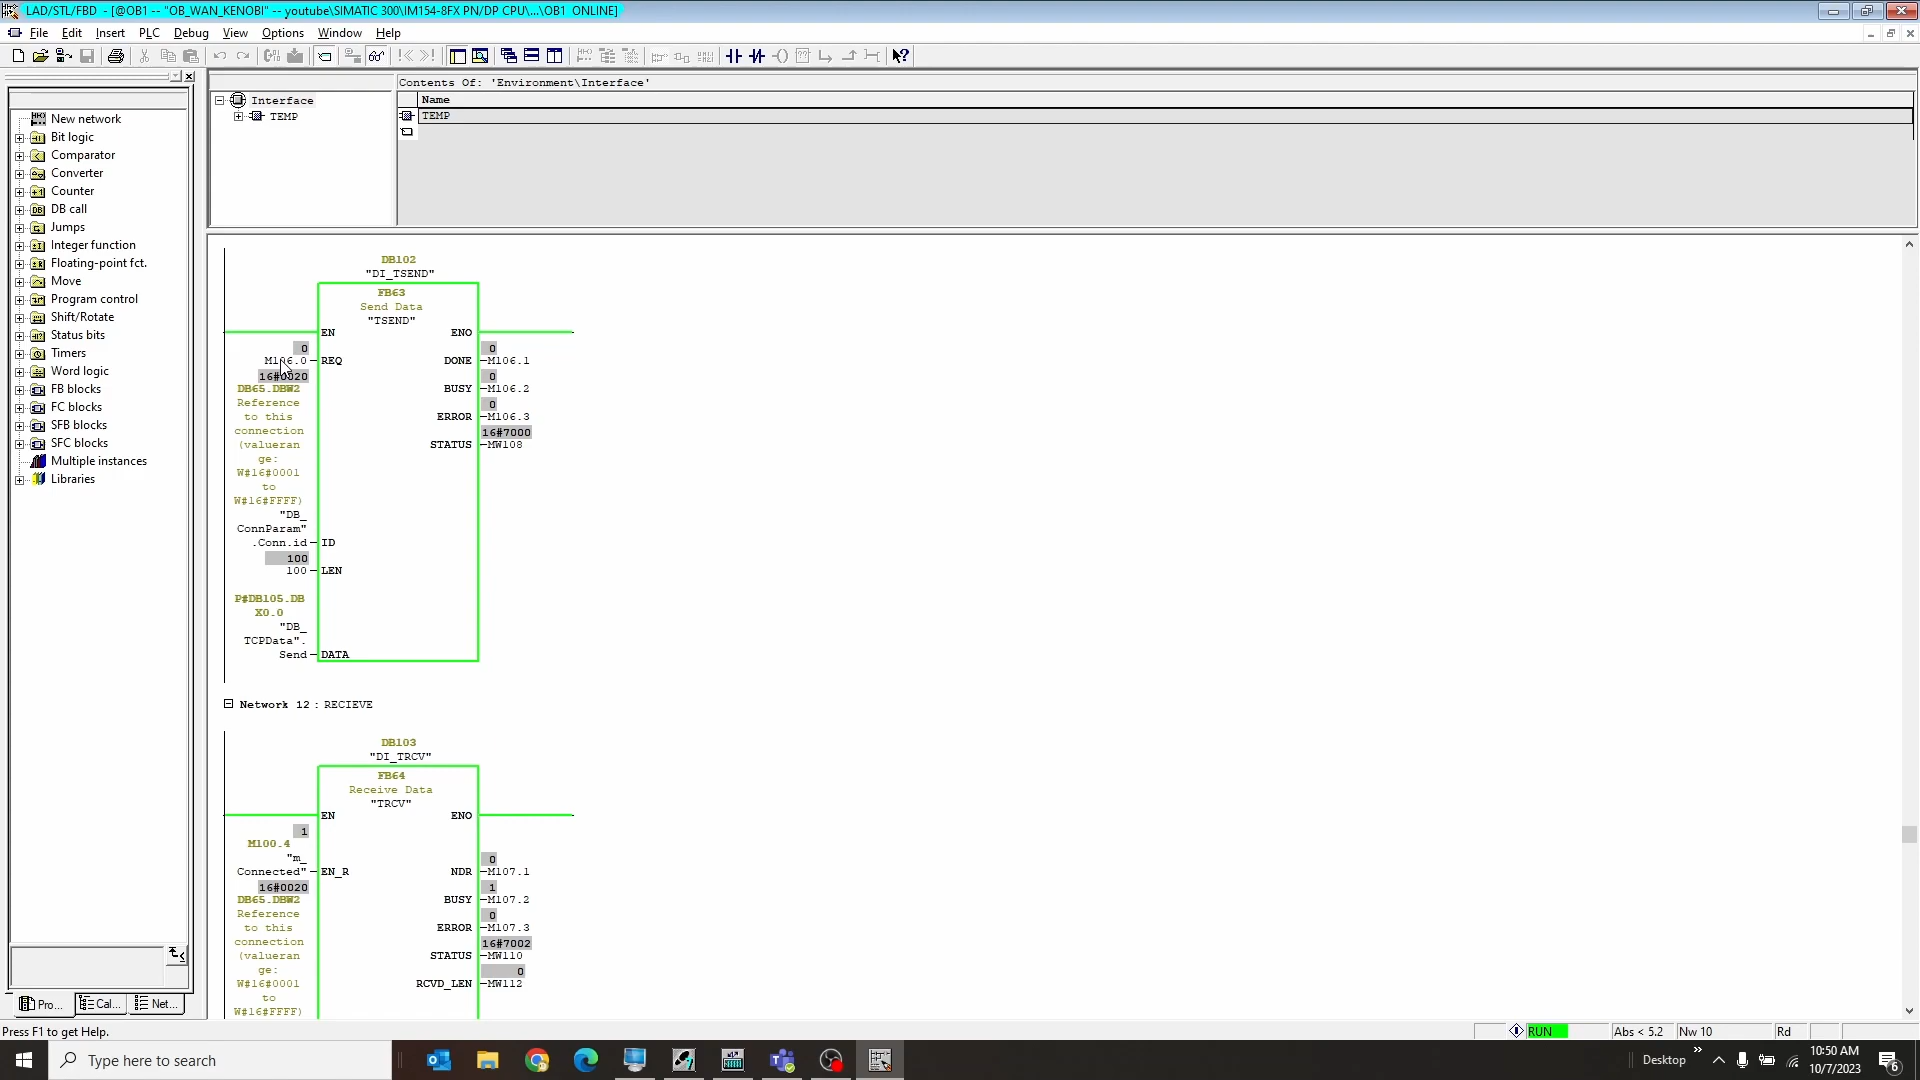 LAD/STL/FBD - [@OB1 -- "OB_WAN_KENOBI" -- youtube\SIMATIC 300\IM154-8FX PN/DP CPU\...\OB1 ONLINE]
File Edit Insert PLC Debug View Options Window Help
New network
Bit logic
Comparator
Converter
Counter
DB call
Jumps
Integer function
Floating-point fct.
Move
Program control
Shift/Rotate
Status bits
Timers
Word logic
FB blocks
FC blocks
SFB blocks
SFC blocks
Multiple instances
Libraries
Pro... Cal... Net...
Interface
TEMP
Contents Of: 'Environment\Interface'
Name
TEMP
DB102
"DI_TSEND"
FB63
Send Data
"TSEND"
EN ENO
0 0
M106.0 REQ DONE M106.1
16#0020 0
DB65.DBW2 BUSY M106.2
Reference 0
to this ERROR M106.3
connection 16#7000
(valueran STATUS MW108
ge:
W#16#0001
to
W#16#FFFF)
"DB_
ConnParam"
.Conn.id ID
100
100 LEN
P#DB105.DB
X0.0
"DB_
TCPData".
Send DATA
Network 12 : RECIEVE
DB103
"DI_TRCV"
FB64
Receive Data
"TRCV"
EN ENO
1
M100.4
"m_ 0
Connected" EN_R NDR M107.1
16#0020 1
DB65.DBW2 BUSY M107.2
Reference 0
to this ERROR M107.3
connection 16#7002
(valueran STATUS MW110
ge: 0
W#16#0001 RCVD_LEN MW112
to
W#16#FFFF)
Press F1 to get Help.
RUN Abs < 5.2 Nw 10 Rd
Type here to search
Desktop
10:50 AM
10/7/2023
6